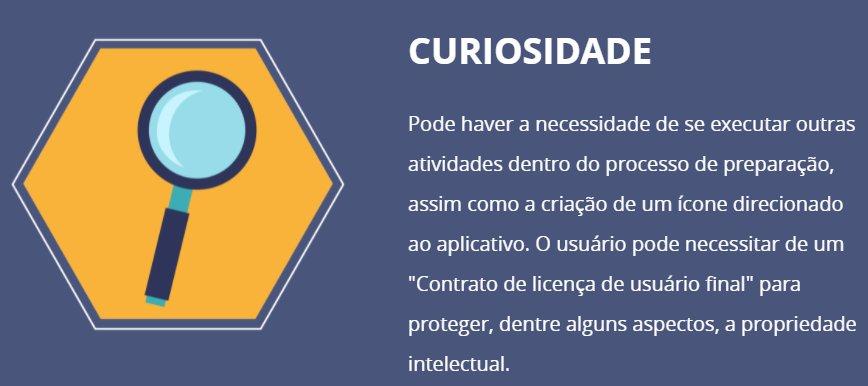 CURIOSIDADE
Pode haver a necessidade de se executar outras
atividades dentro do processo de preparação,
assim como a criação de um ícone direcionado
ao aplicativo. O usuário pode necessitar de um
"Contrato de licença de usuário final" para
proteger, dentre alguns aspectos, a propriedade
intelectual.